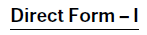 Direct Form – I